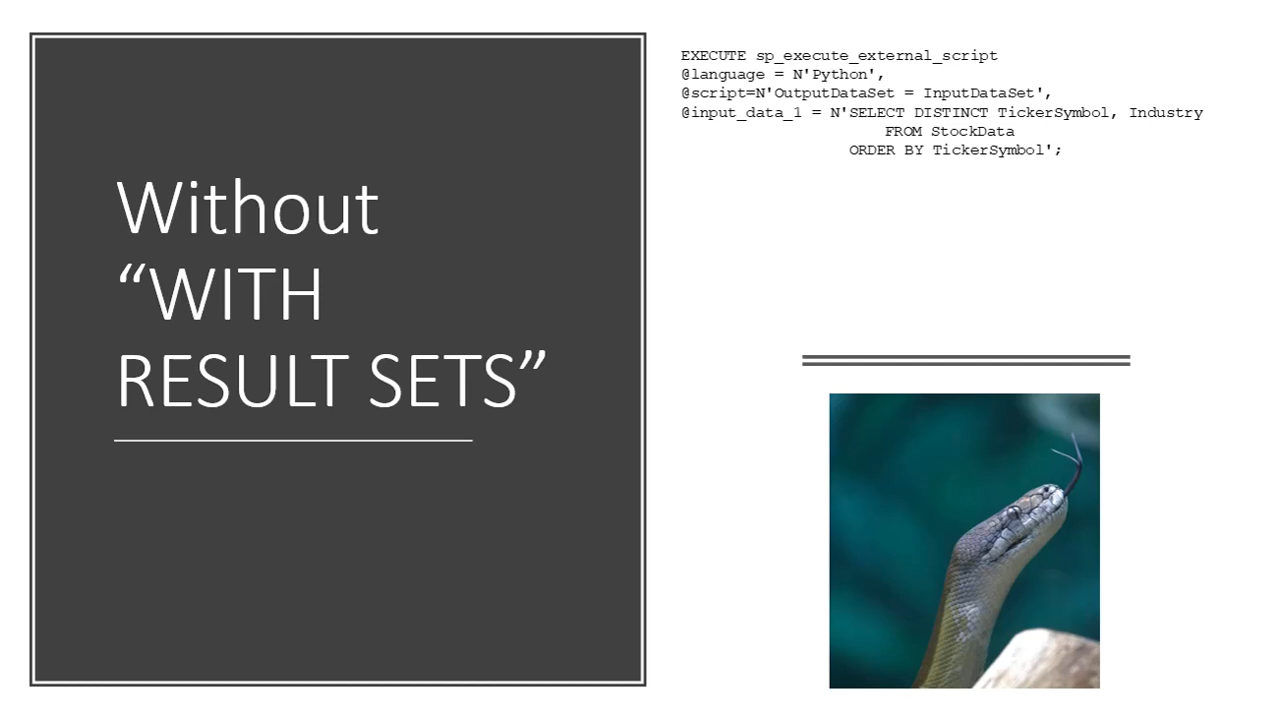 Without
“WITH
RESULT SETS”
EXECUTE sp_execute_external_script
@language = N'Python',
@script=N'OutputDataSet = InputDataSet',
@input_data_1 = N'SELECT DISTINCT TickerSymbol, Industry
FROM StockData
ORDER BY TickerSymbol';